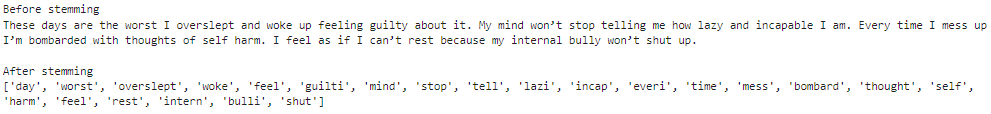 Before stemming
These days are the worst I overslept and woke up feeling guilty about it. My mind won’t stop telling me how lazy and incapable I am. Every time I mess up
I’m bombarded with thoughts of self harm. I feel as if I can’t rest because my internal bully won’t shut up.
After stemming
['day', 'worst', 'overslept', 'woke', 'feel', 'guilti', 'mind', 'stop', 'tell', 'lazi', 'incap', 'everi', 'time', 'mess', 'bombard', 'thought', 'self',
'harm', 'feel', 'rest', 'intern', 'bulli', 'shut']